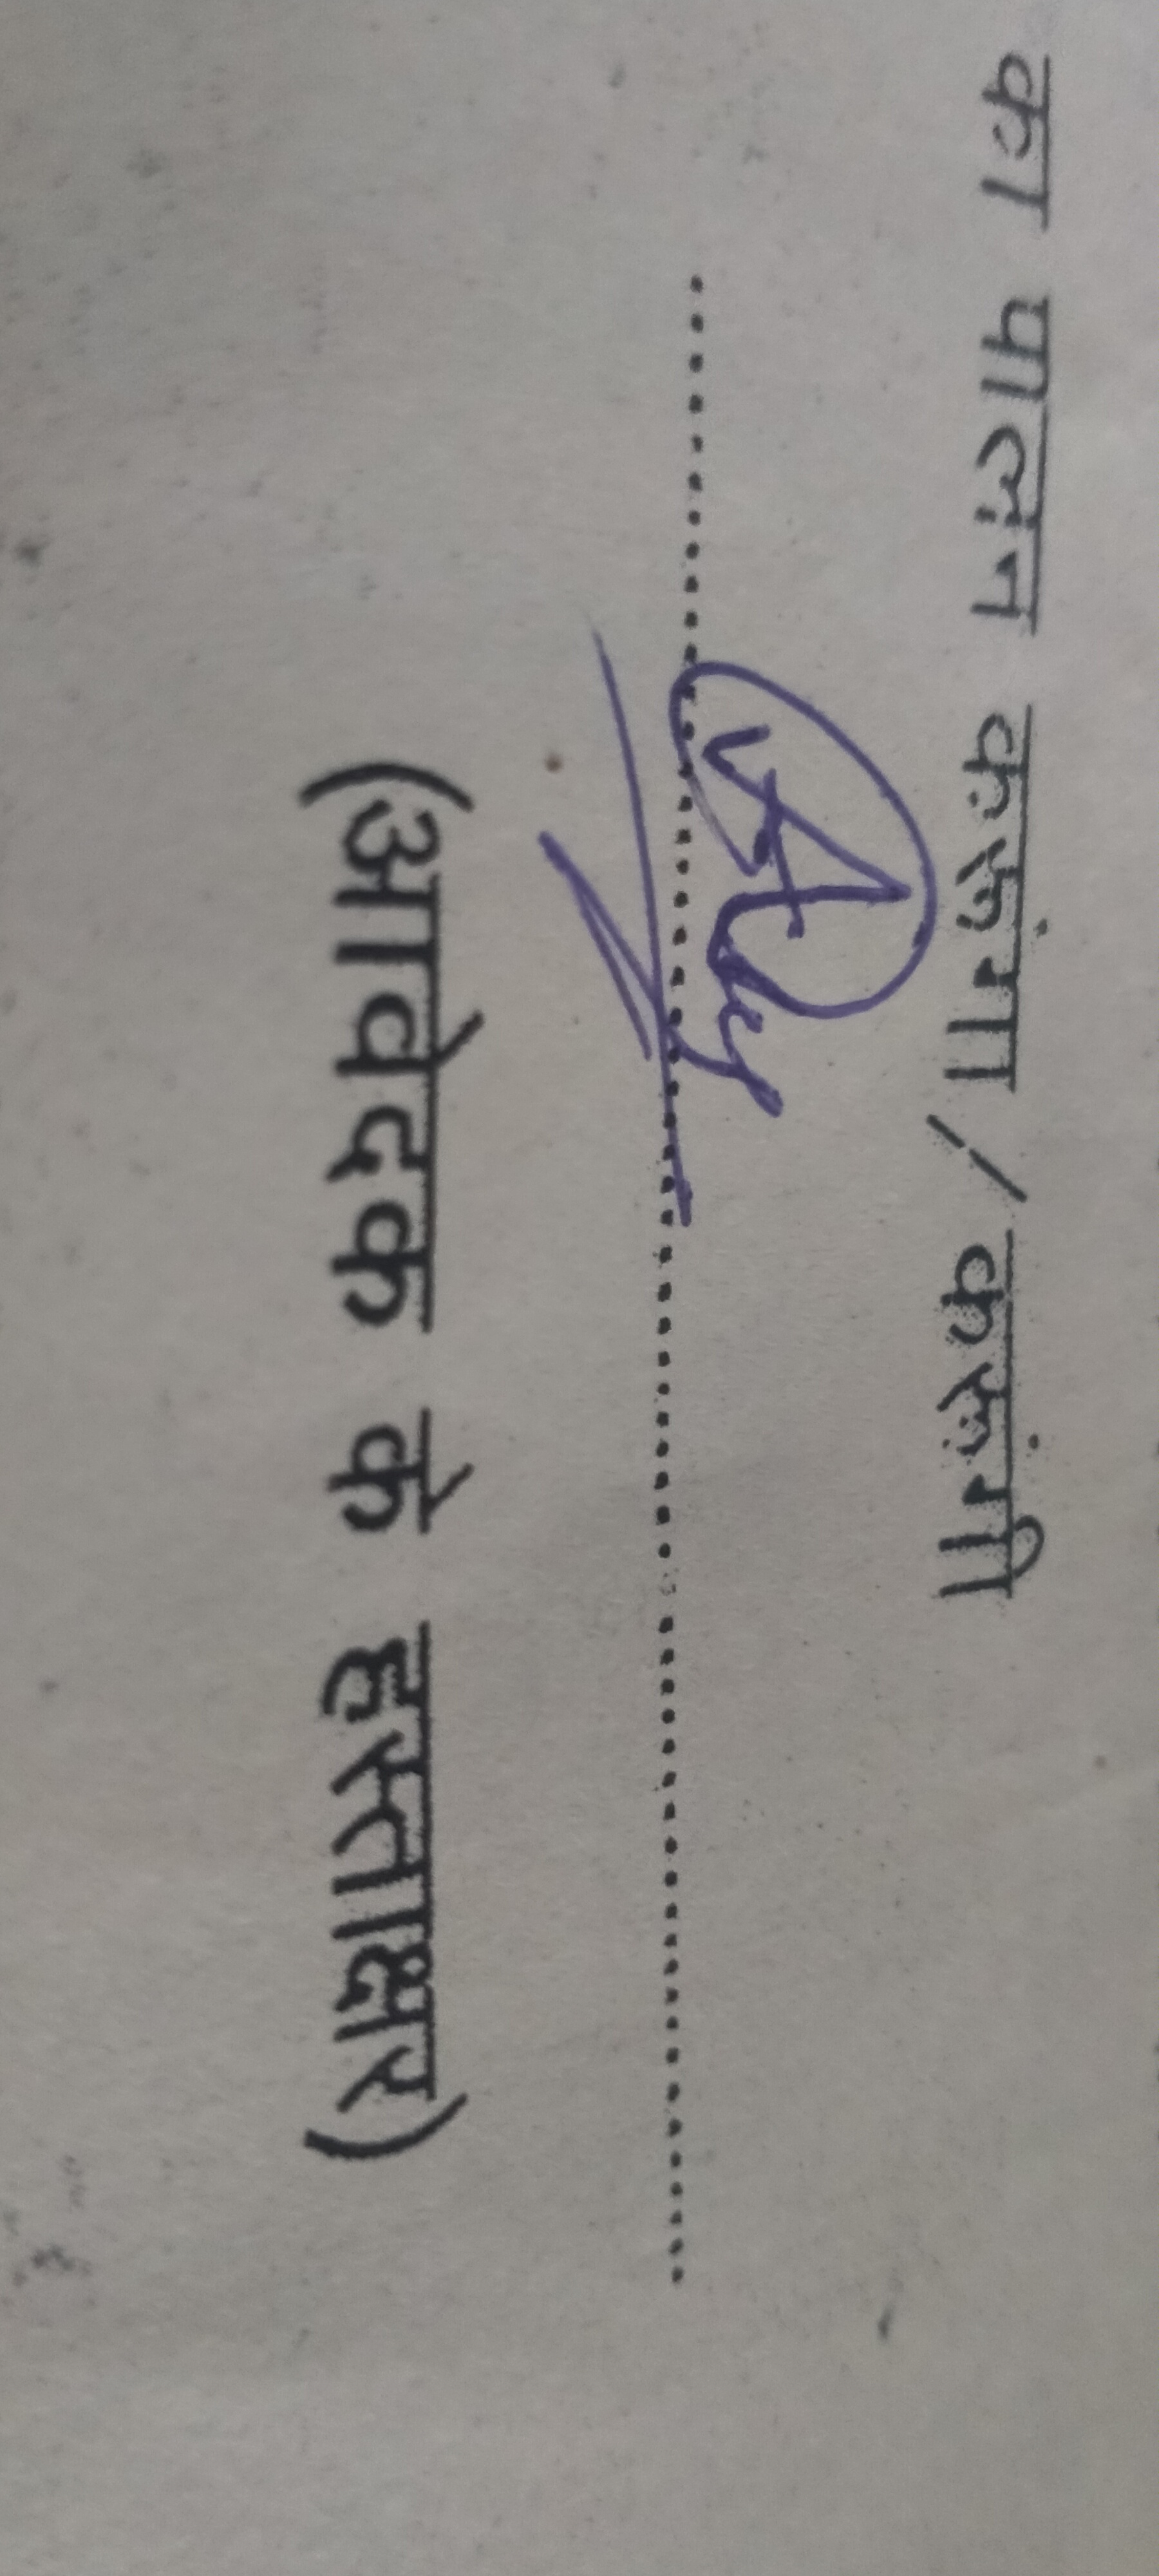 का पालन करूंगा / करूंगी
(आवेदक के हस्ताक्षर)